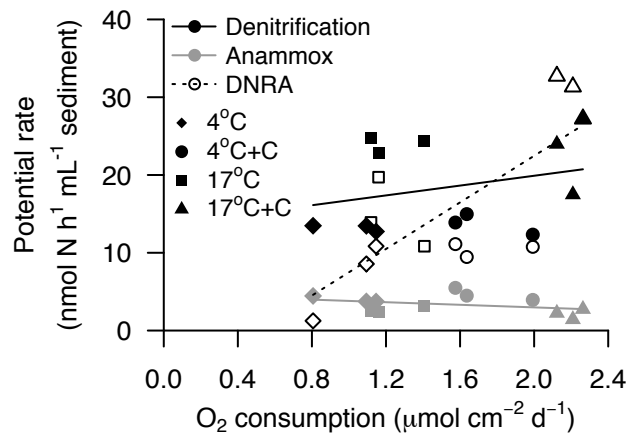 40
30
20
10
0
Potential rate
(nmol N h¹ mL⁻¹ sediment)
Denitrification
Anammox
DNRA
4°C
4°C+C
17°C
17°C+C
0.0 0.4 0.8 1.2 1.6 2.0 2.4
O₂ consumption (μmol cm⁻² d⁻¹)